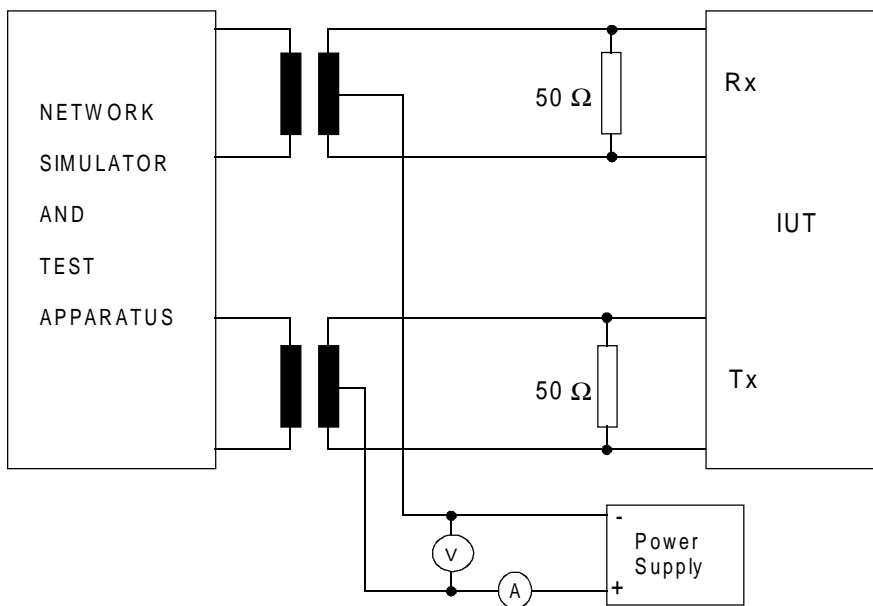 NETWORK
SIMULATOR
AND
TEST
APPARATUS
50 Ω
Rx
IUT
50 Ω
Tx
V
A
-
Power
Supply
+